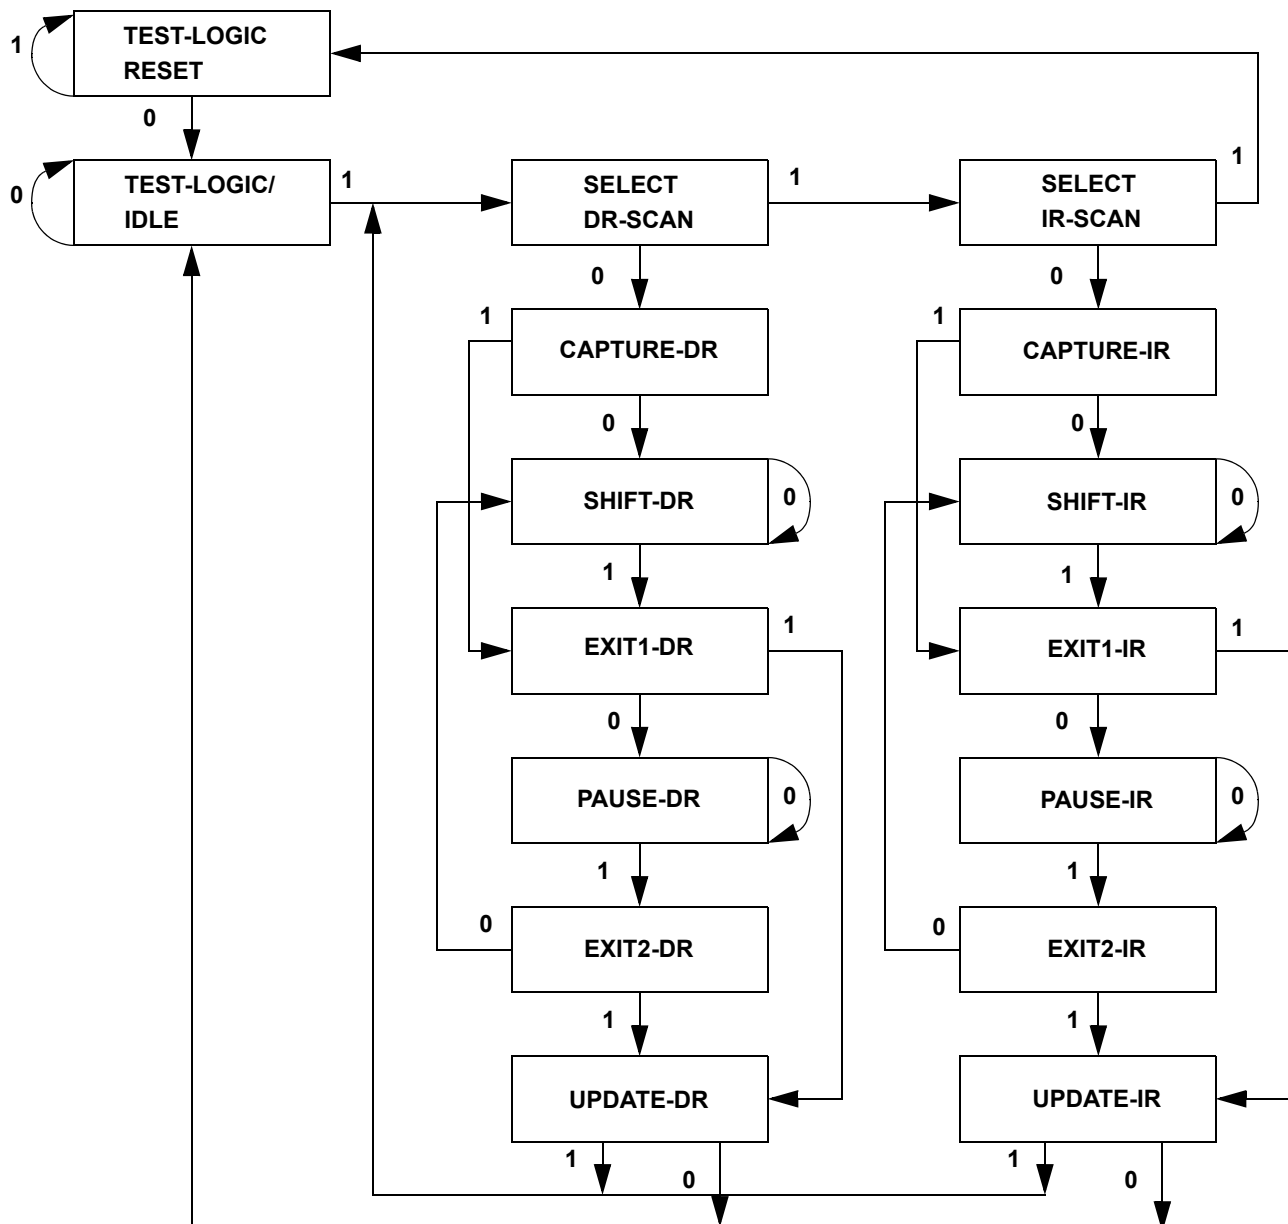 1
TEST-LOGIC
RESET
0
0
TEST-LOGIC/
IDLE
1
SELECT
DR-SCAN
1
SELECT
IR-SCAN
1
0
0
1
CAPTURE-DR
1
CAPTURE-IR
0
0
SHIFT-DR
0
SHIFT-IR
0
1
1
EXIT1-DR
1
EXIT1-IR
1
0
0
PAUSE-DR
0
PAUSE-IR
0
1
1
0
EXIT2-DR
0
EXIT2-IR
1
1
UPDATE-DR
UPDATE-IR
1
0
1
0